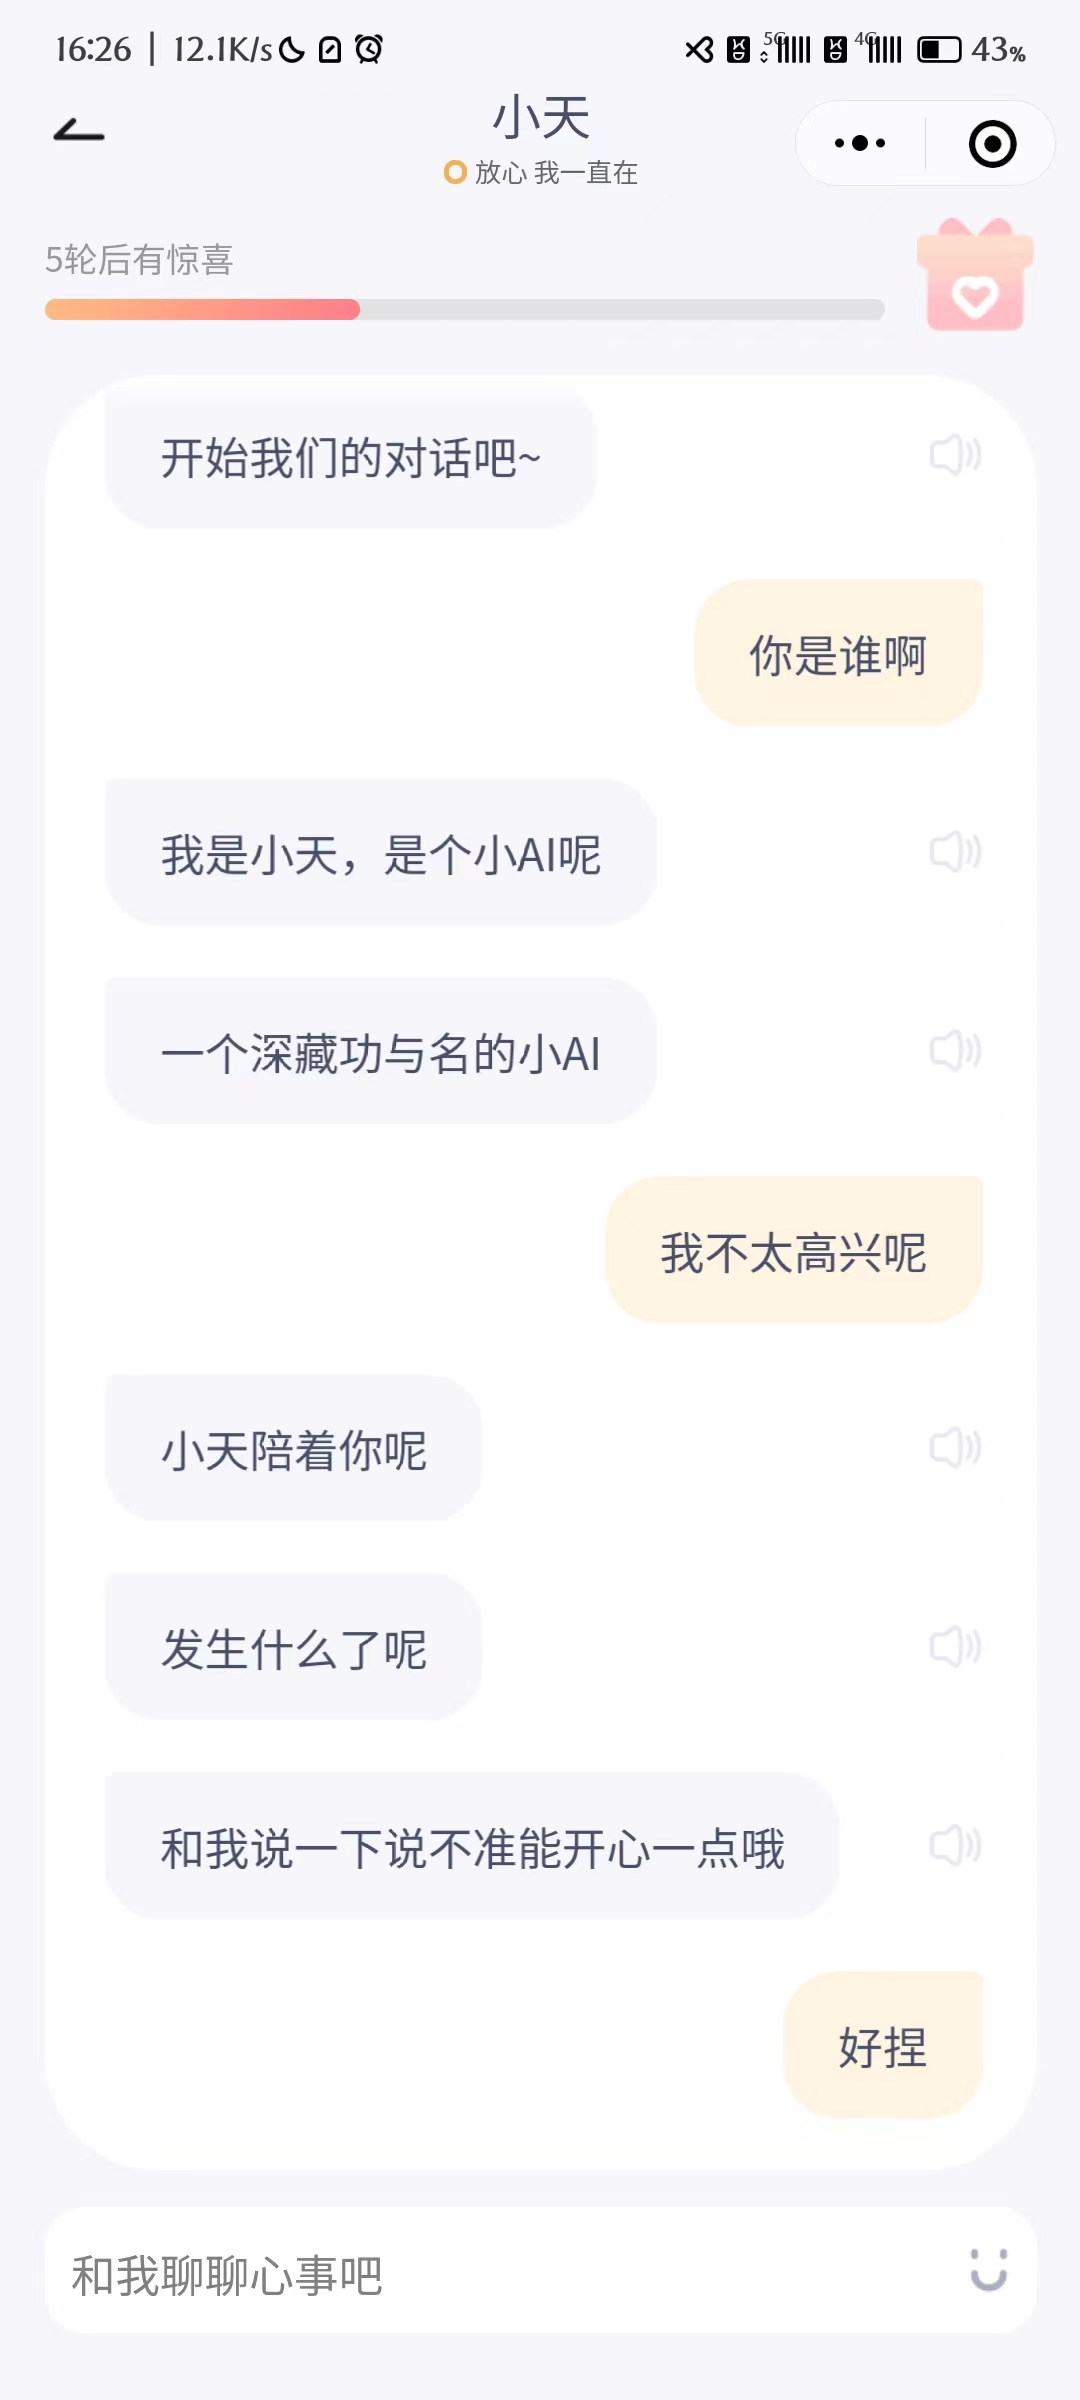 16:26 | 12.1K/s 5G 4G 43%
小天
放心 我一直在
5轮后有惊喜
开始我们的对话吧~
你是谁啊
我是小天，是个小AI呢
一个深藏功与名的小AI
我不太高兴呢
小天陪着你呢
发生什么了呢
和我说一下说不准能开心一点哦
好捏
和我聊聊心事吧